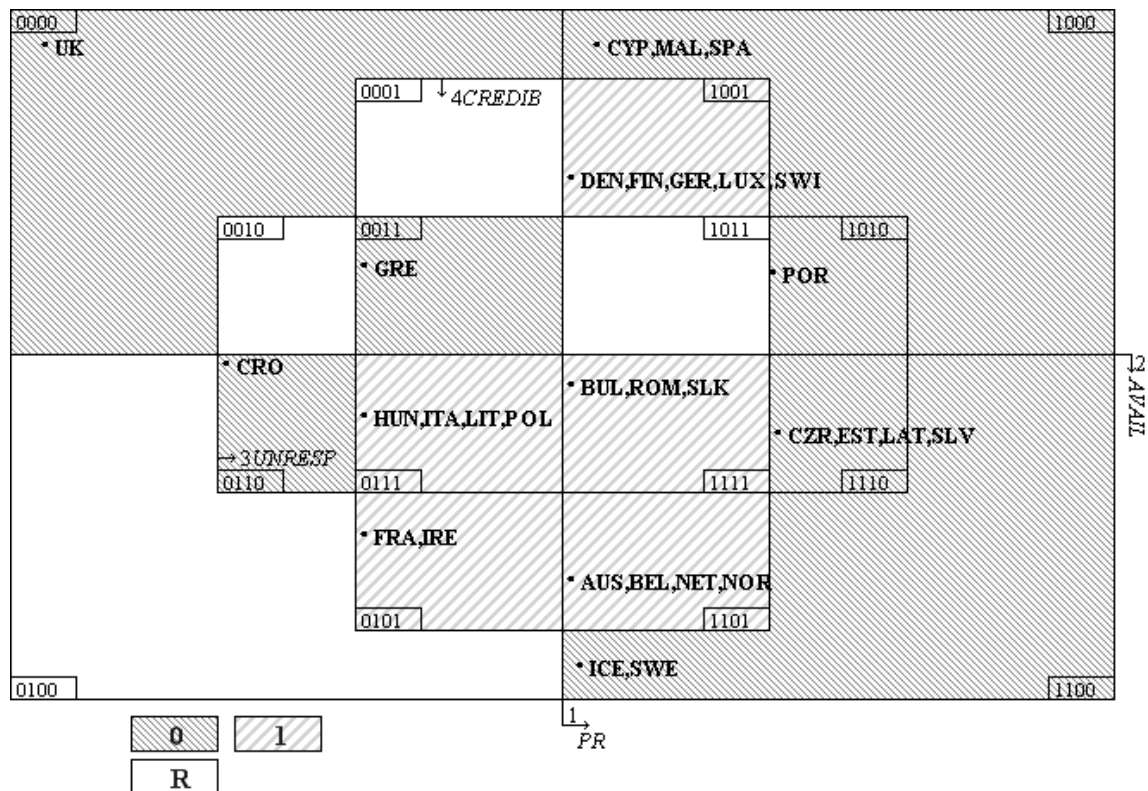 0000
1000
UK
CYP,MAL,SPA
0001
4CREDIB
1001
DEN,FIN,GER,LUX,SWI
0010
0011
1011
1010
GRE
POR
CRO
2
AVAIL
BUL,ROM,SLK
HUN,ITA,LIT,POL
CZR,EST,LAT,SLV
3UNRESP
0110
0111
1111
1110
FRA,IRE
AUS,BEL,NET,NOR
0101
1101
ICE,SWE
0100
1100
1
PR
0
1
R